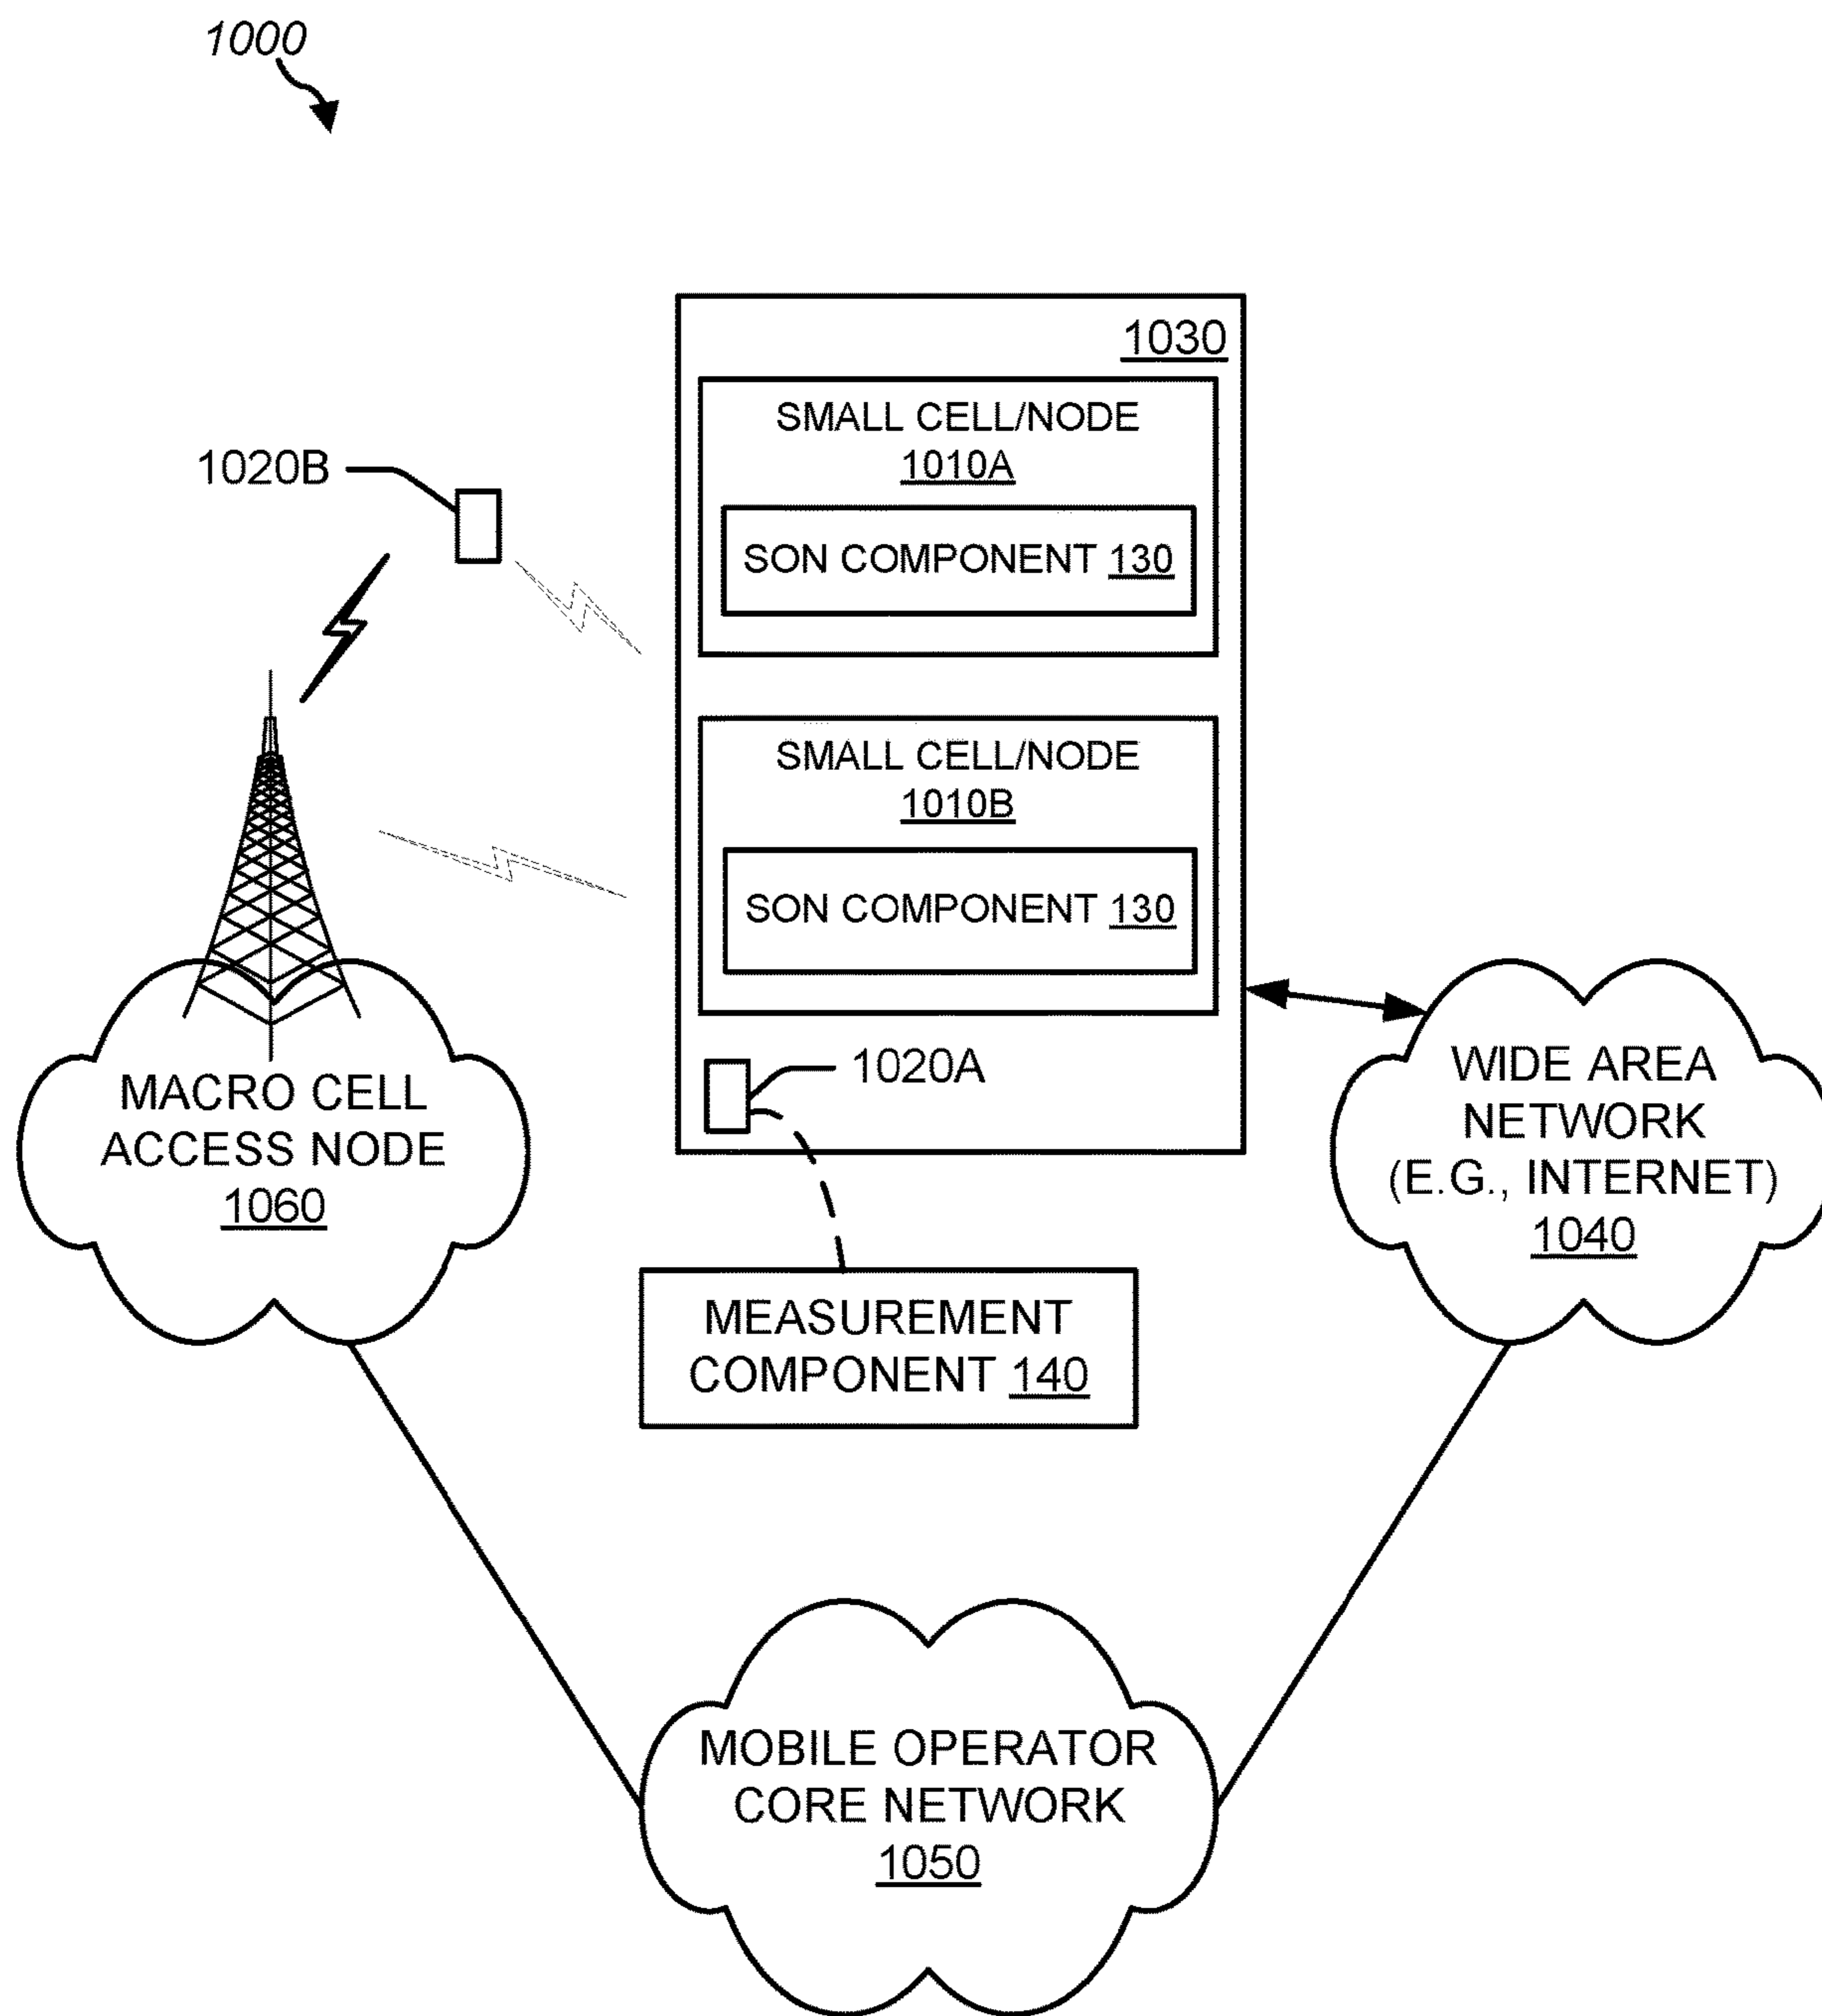 1000
1030
SMALL CELL/NODE
1010A
SON COMPONENT 130
1020B
SMALL CELL/NODE
1010B
SON COMPONENT 130
1020A
MACRO CELL
ACCESS NODE
1060
WIDE AREA
NETWORK
(E.G., INTERNET)
1040
MEASUREMENT
COMPONENT 140
MOBILE OPERATOR
CORE NETWORK
1050